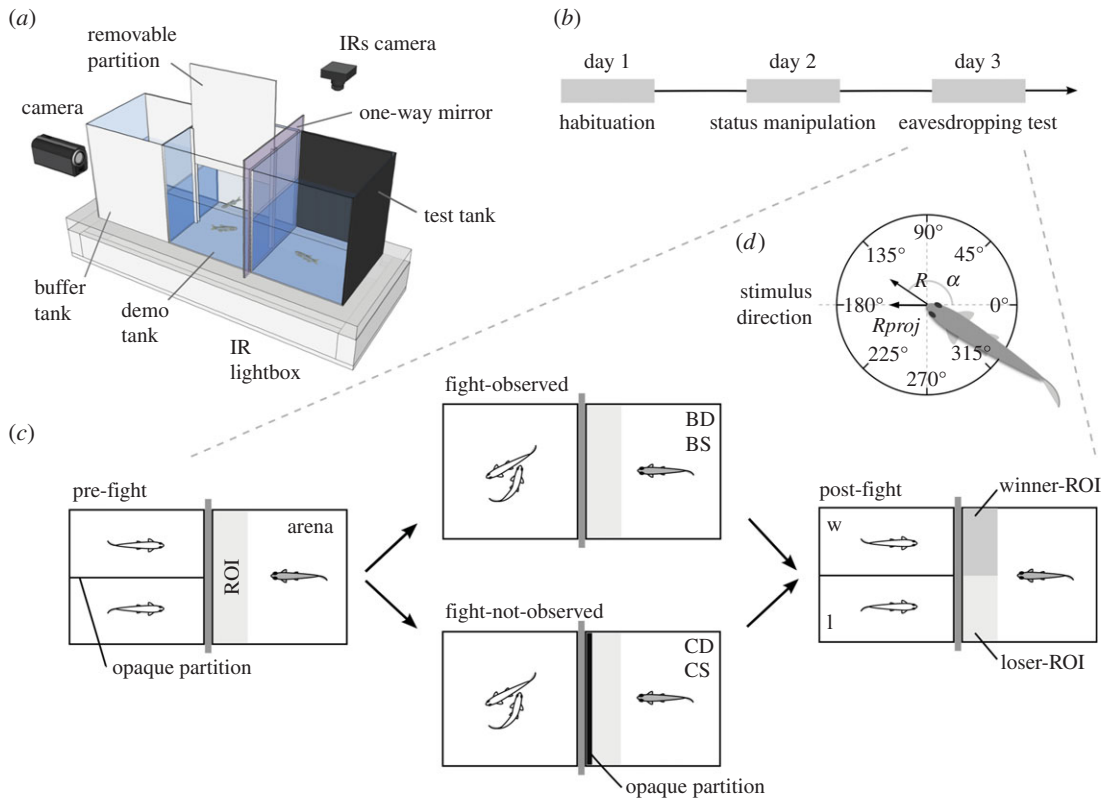 (a)
removable
partition
IRs camera
camera
one-way mirror
test tank
buffer
tank
demo
tank
IR
lightbox
(b)
day 1
day 2
day 3
habituation
status manipulation
eavesdropping test
(d)
90°
135°
45°
R
α
stimulus
direction
180°
0°
Rproj
225°
315°
270°
(c)
pre-fight
arena
ROI
opaque partition
fight-observed
BD
BS
fight-not-observed
CD
CS
opaque partition
post-fight
winner-ROI
w
l
loser-ROI